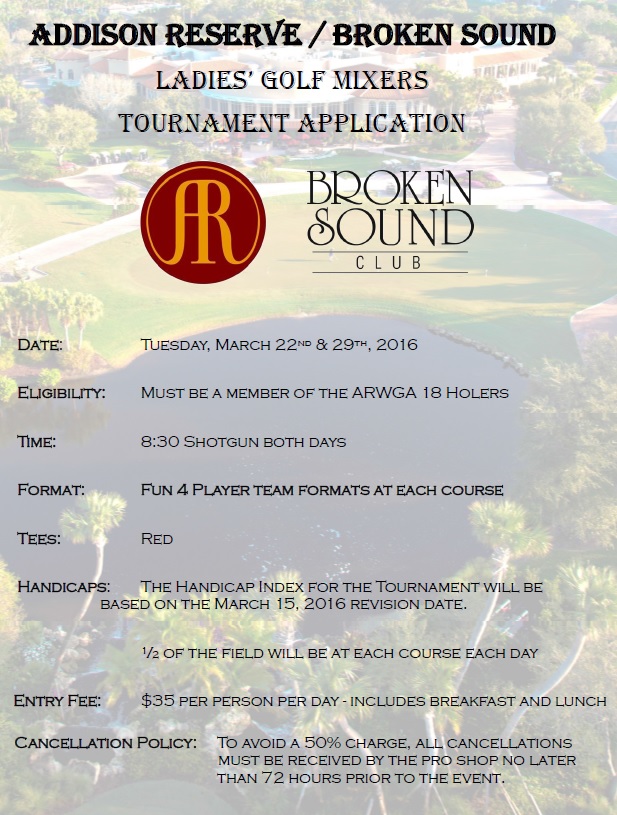 ADDISON RESERVE / BROKEN SOUND
LADIES' GOLF MIXERS
TOURNAMENT APPLICATION
AR
BROKEN
SOUND
CLUB
DATE: TUESDAY, MARCH 22ND & 29TH, 2016
ELIGIBILITY: MUST BE A MEMBER OF THE ARWGA 18 HOLERS
TIME: 8:30 SHOTGUN BOTH DAYS
FORMAT: FUN 4 PLAYER TEAM FORMATS AT EACH COURSE
TEES: RED
HANDICAPS: THE HANDICAP INDEX FOR THE TOURNAMENT WILL BE
BASED ON THE MARCH 15, 2016 REVISION DATE.
½ OF THE FIELD WILL BE AT EACH COURSE EACH DAY
ENTRY FEE: $35 PER PERSON PER DAY - INCLUDES BREAKFAST AND LUNCH
CANCELLATION POLICY: TO AVOID A 50% CHARGE, ALL CANCELLATIONS
MUST BE RECEIVED BY THE PRO SHOP NO LATER
THAN 72 HOURS PRIOR TO THE EVENT.